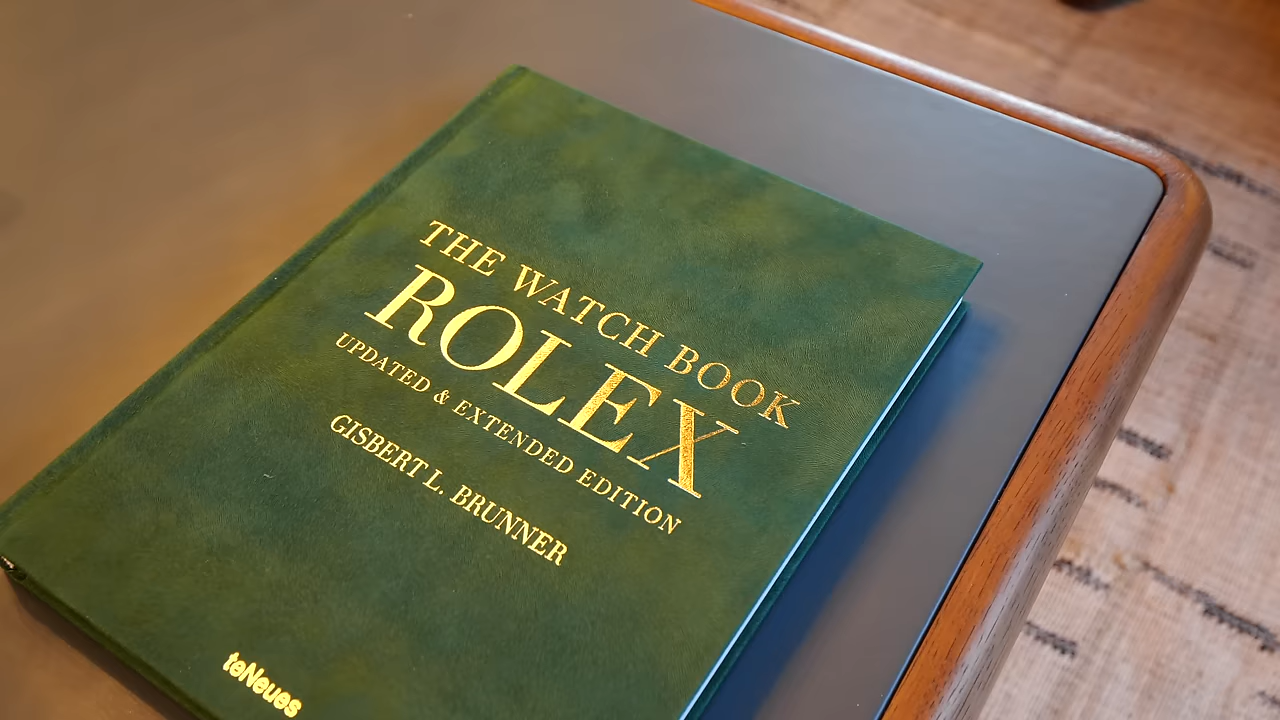 THE WATCH BOOK
ROLEX
UPDATED & EXTENDED EDITION
GISBERT L. BRUNNER
teNeues